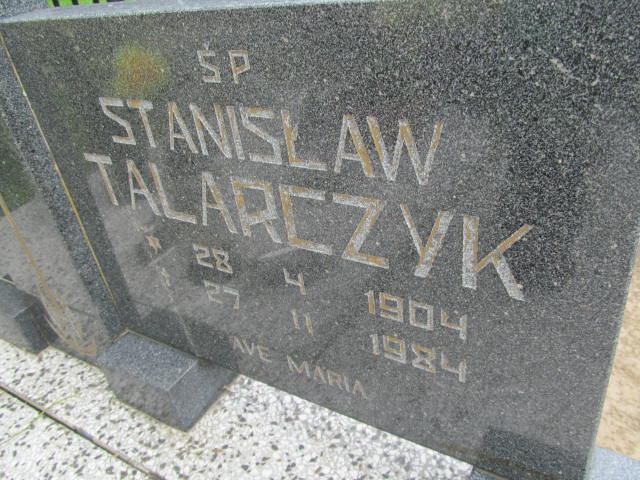 ŚP
STANISŁAW
TALARCZYK
* 28 4 1904
† 27 11 1984
AVE MARIA